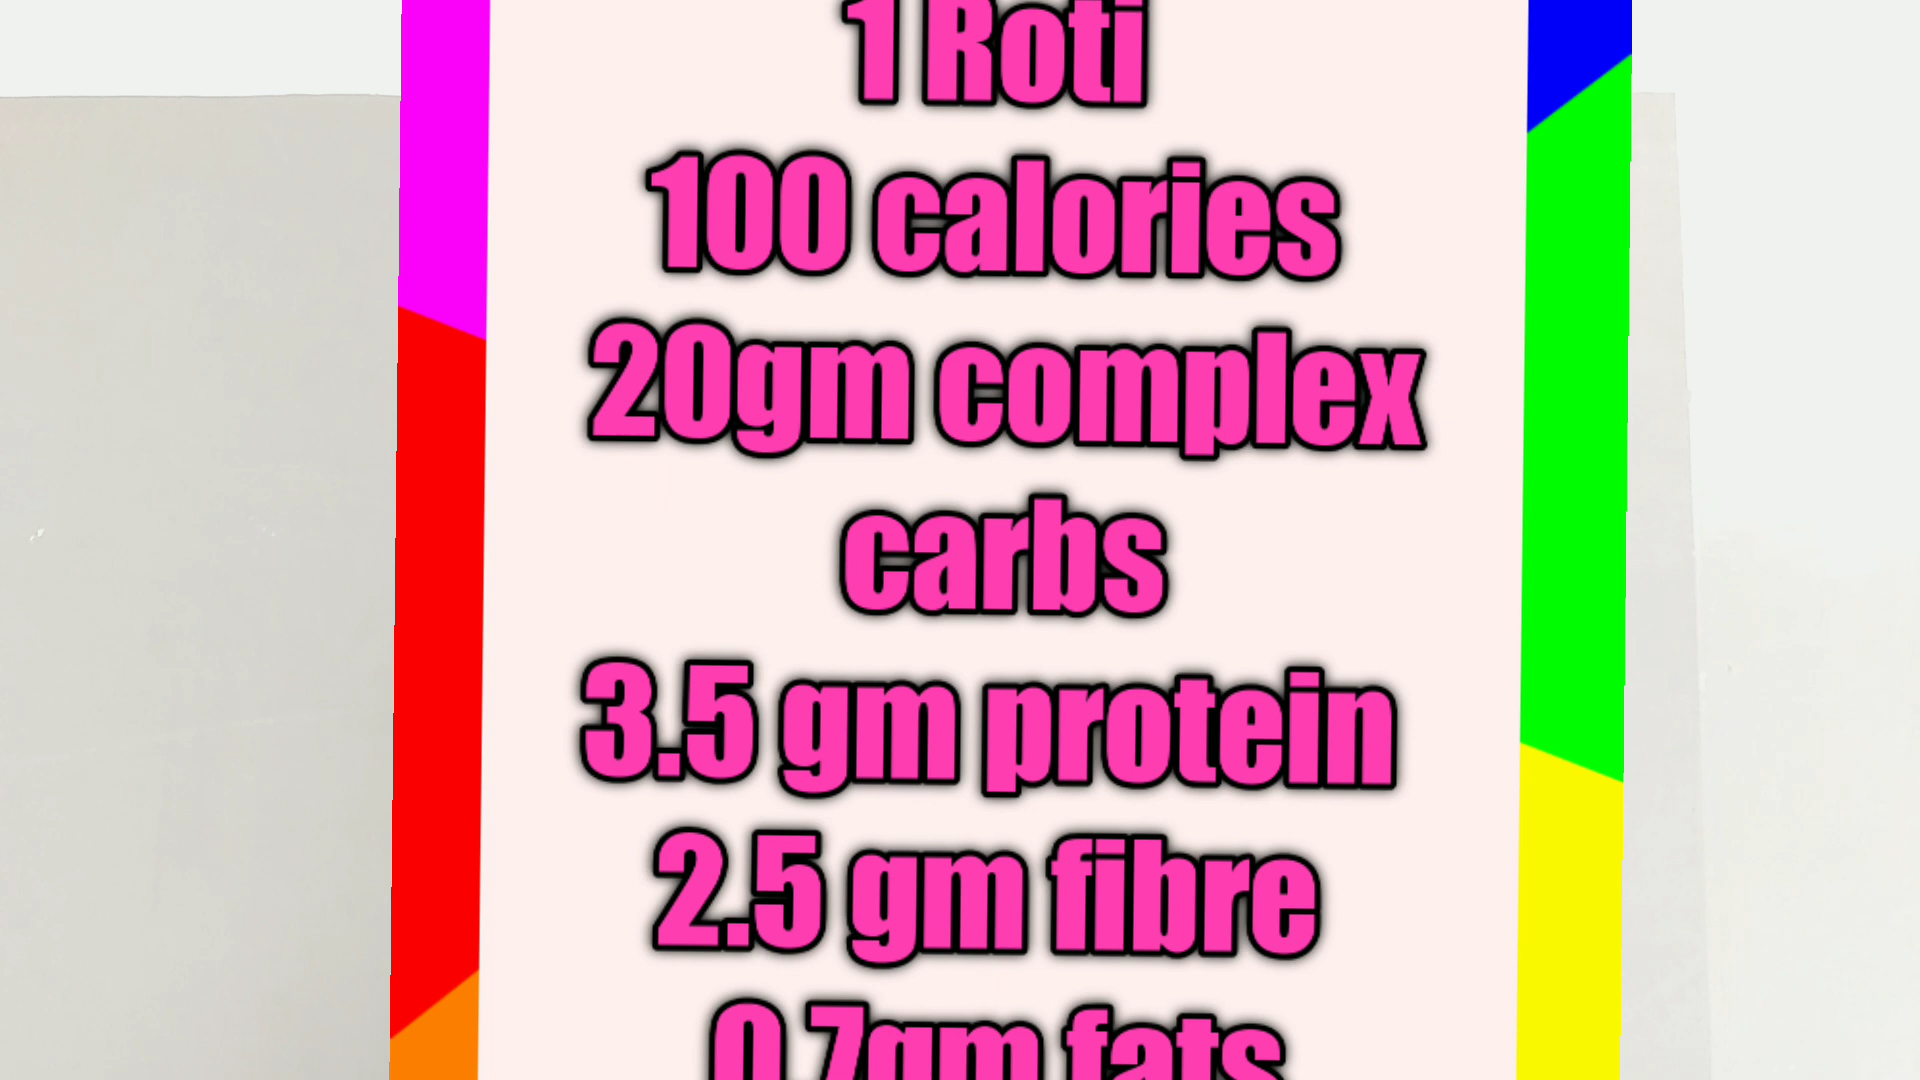 1 Roti
100 calories
20gm complex
carbs
3.5 gm protein
2.5 gm fibre
0.7gm fats